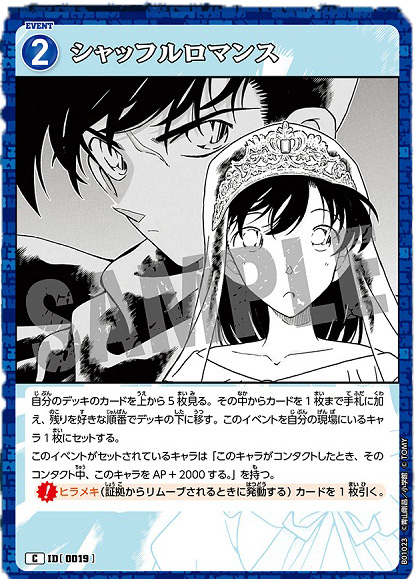 EVENT
2
シャッフルロマンス
SAMPLE
自分のデッキのカードを上から5枚見る。その中からカードを1枚まで手札に加
え、残りを好きな順番でデッキの下に移す。このイベントを自分の現場にいるキャ
ラ1枚にセットする。
このイベントがセットされているキャラは「このキャラがコンタクトしたとき、その
コンタクト中、このキャラをAP+2000する。」を持つ。
ヒラメキ(証拠からリムーブされるときに発動する) カードを1枚引く。
C ID[ 0019 ]
B01023 ©青山剛昌/小学館 ©TOMY